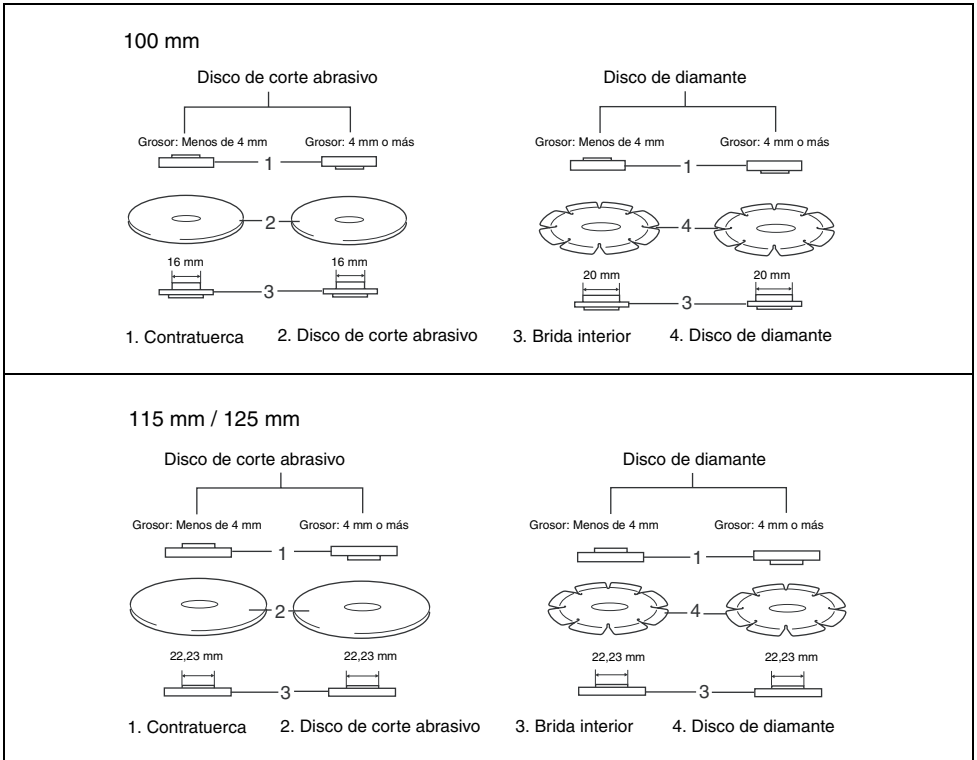 100 mm
Disco de corte abrasivo
Disco de diamante
Grosor: Menos de 4 mm
Grosor: 4 mm o más
Grosor: Menos de 4 mm
Grosor: 4 mm o más
1
1
2
4
16 mm
16 mm
20 mm
20 mm
3
3
1. Contratuerca
2. Disco de corte abrasivo
3. Brida interior
4. Disco de diamante
115 mm / 125 mm
Disco de corte abrasivo
Disco de diamante
Grosor: Menos de 4 mm
Grosor: 4 mm o más
Grosor: Menos de 4 mm
Grosor: 4 mm o más
1
1
2
4
22,23 mm
22,23 mm
22,23 mm
22,23 mm
3
3
1. Contratuerca
2. Disco de corte abrasivo
3. Brida interior
4. Disco de diamante